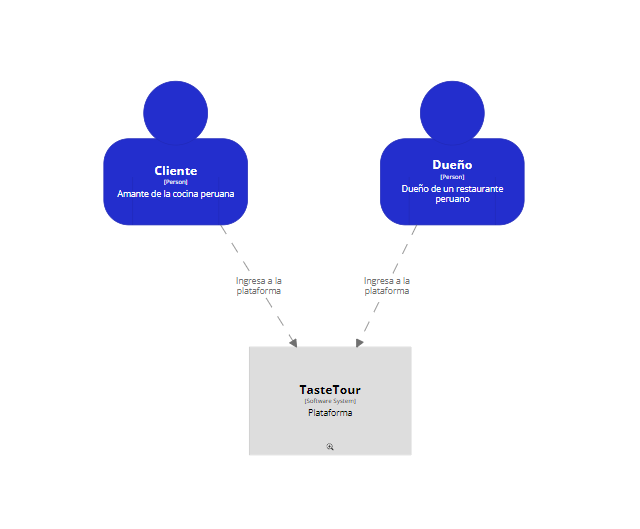 Cliente
[Person]
Amante de la cocina peruana
Dueño
[Person]
Dueño de un restaurante
peruano
Ingresa a la
plataforma
Ingresa a la
plataforma
TasteTour
[Software System]
Plataforma